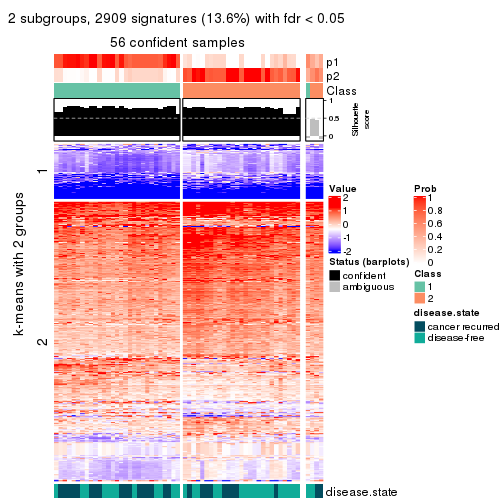 2 subgroups, 2909 signatures (13.6%) with fdr < 0.05
56 confident samples
p1
p2
Class
1
0.5
0
Silhouette
score
k-means with 2 groups
1
2
Value
2
1
0
-1
-2
Status (barplots)
confident
ambiguous
Prob
1
0.8
0.6
0.4
0.2
0
Class
1
2
disease.state
cancer recurred
disease-free
disease.state